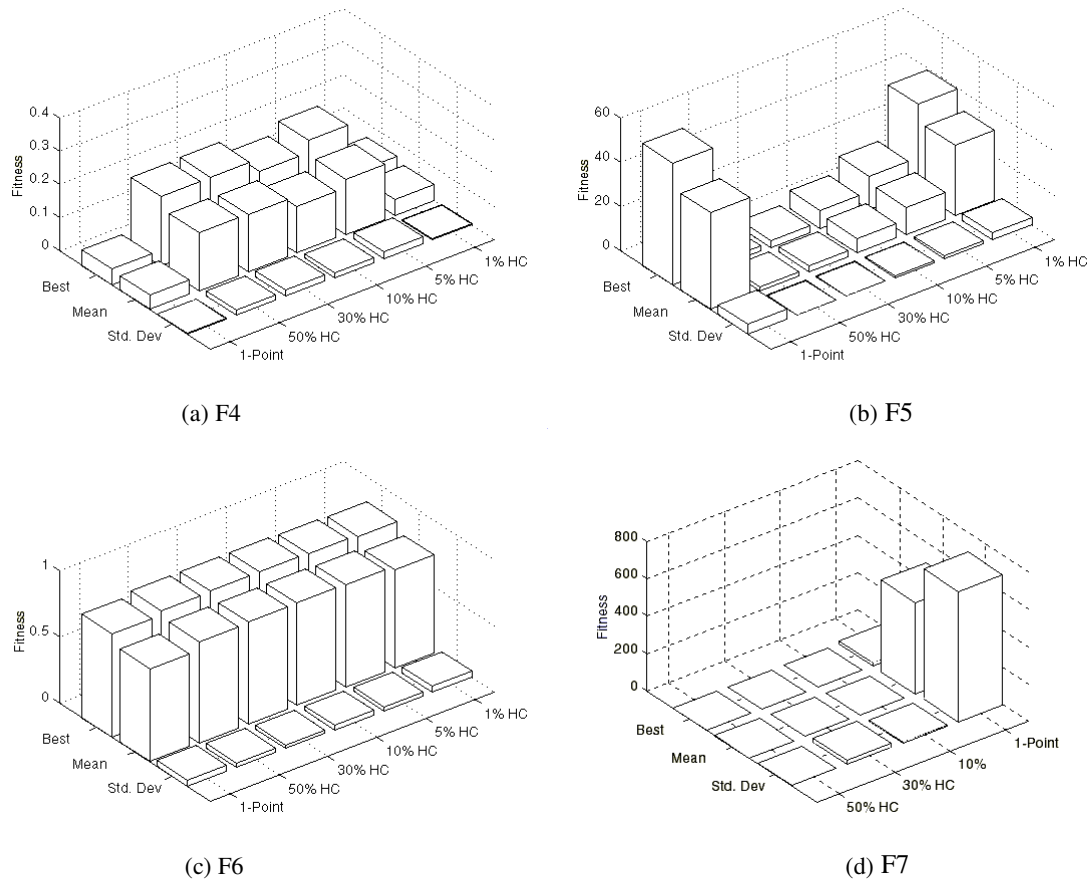 0.4
0.3
0.2
0.1
0
Fitness
Best
Mean
Std. Dev
1-Point
50% HC
30% HC
10% HC
5% HC
1% HC
(a) F4
60
40
20
0
Fitness
Best
Mean
Std. Dev
1-Point
50% HC
30% HC
10% HC
5% HC
1% HC
(b) F5
1
0.5
0
Fitness
Best
Mean
Std. Dev
1-Point
50% HC
30% HC
10% HC
5% HC
1% HC
(c) F6
800
600
400
200
0
Fitness
Best
Mean
Std. Dev
50% HC
30% HC
10%
1-Point
(d) F7